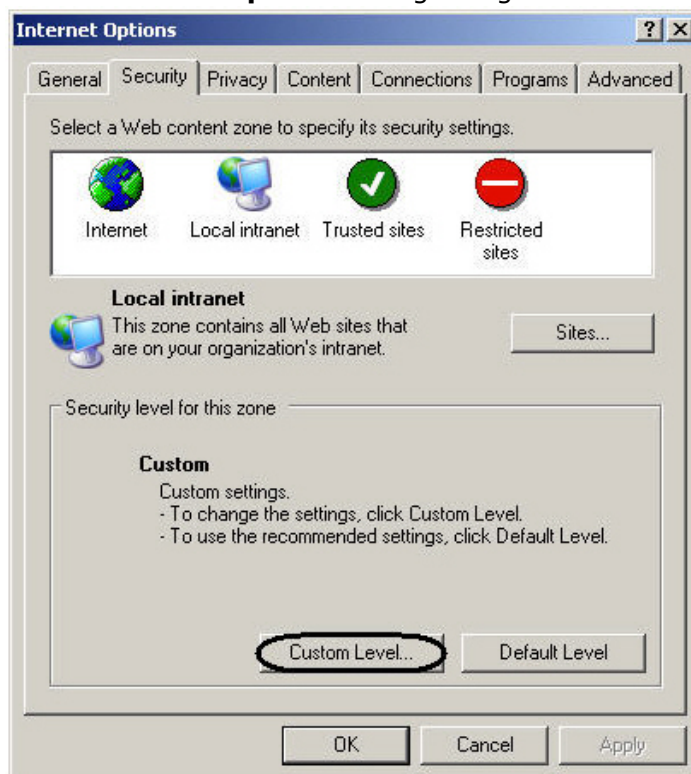 Internet Options
General Security Privacy Content Connections Programs Advanced
Select a Web content zone to specify its security settings.
Internet Local intranet Trusted sites Restricted sites
Local intranet
This zone contains all Web sites that
are on your organization's intranet.
Sites...
Security level for this zone
Custom
Custom settings.
- To change the settings, click Custom Level.
- To use the recommended settings, click Default Level.
Custom Level... Default Level
OK Cancel Apply